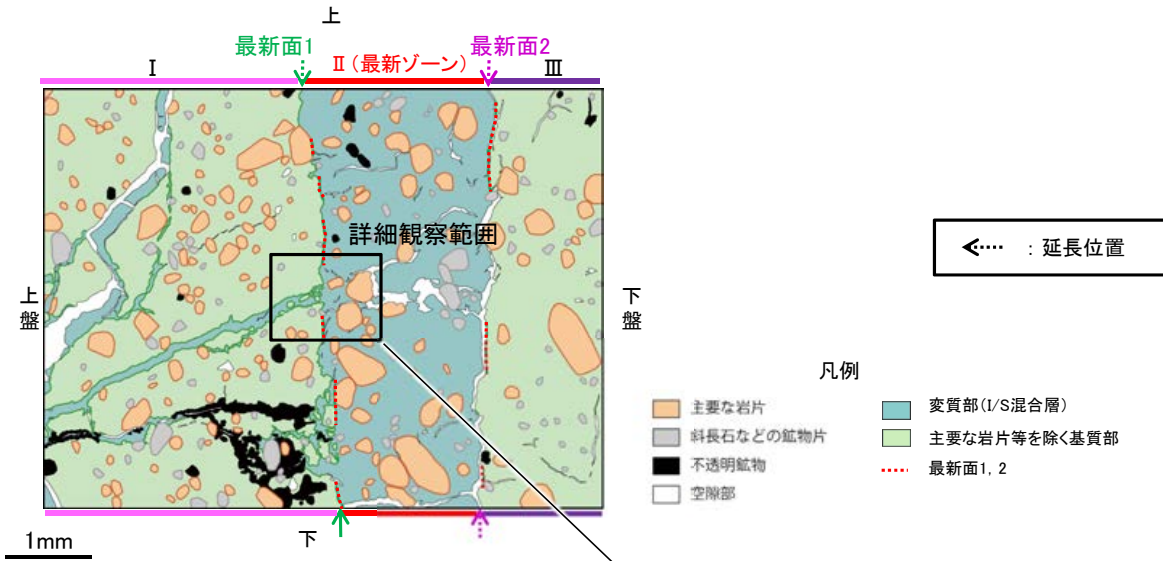 上
最新面1
最新面2
Ⅰ
Ⅱ(最新ゾーン)
Ⅲ
詳細観察範囲
上盤
下盤
下
1mm
: 延長位置
凡例
主要な岩片
斜長石などの鉱物片
不透明鉱物
空隙部
変質部(I/S混合層)
主要な岩片等を除く基質部
最新面1, 2